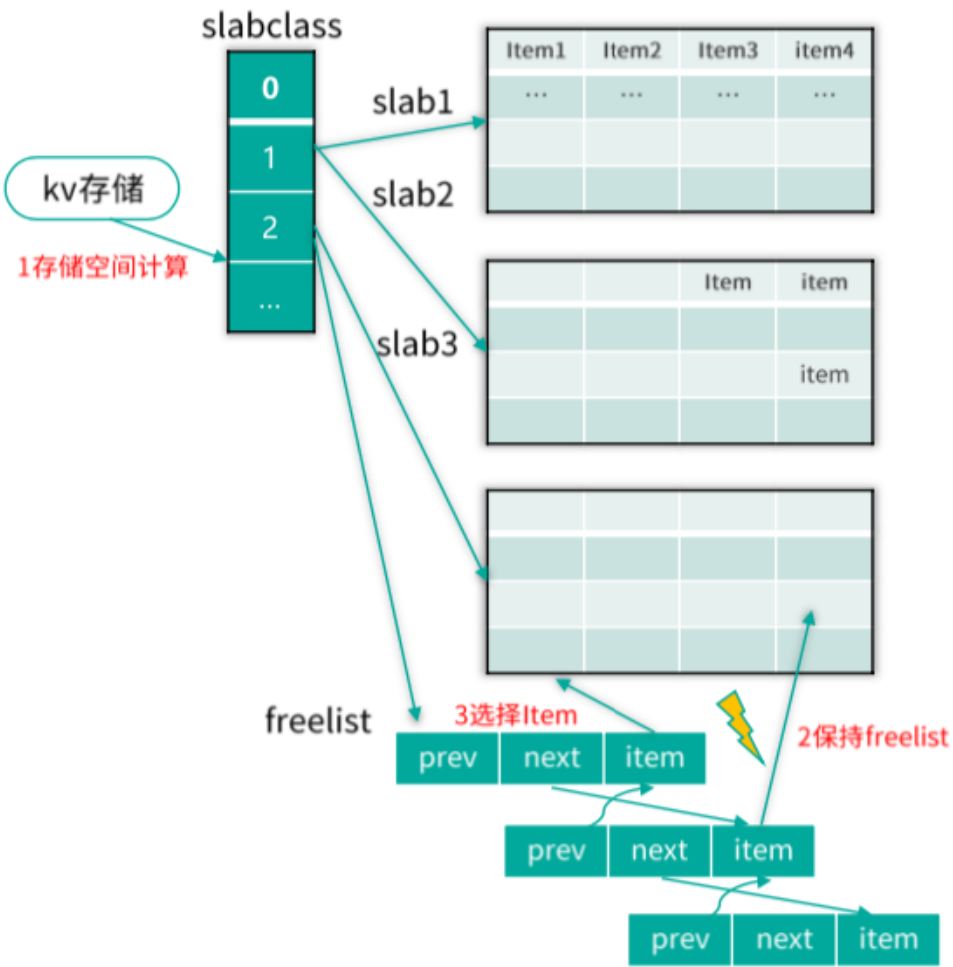 slabclass
0
1
2
...
kv存储
1存储空间计算
slab1
slab2
slab3
Item1 Item2 Item3 item4
... ... ... ...
Item item
item
freelist
3选择Item
2保持freelist
prev next item
prev next item
prev next item